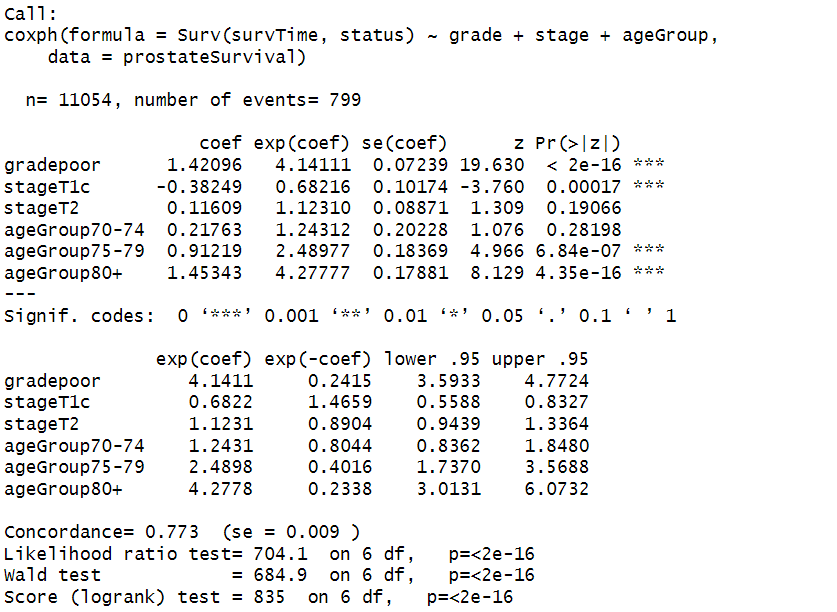 Call:
coxph(formula = Surv(survTime, status) ~ grade + stage + ageGroup,
    data = prostateSurvival)

  n= 11054, number of events= 799

                  coef exp(coef) se(coef)      z Pr(>|z|)
gradepoor      1.42096   4.14111  0.07239 19.630  < 2e-16 ***
stageT1c      -0.38249   0.68216  0.10174 -3.760  0.00017 ***
stageT2        0.11609   1.12310  0.08871  1.309  0.19066
ageGroup70-74  0.21763   1.24312  0.20228  1.076  0.28198
ageGroup75-79  0.91219   2.48977  0.18369  4.966 6.84e-07 ***
ageGroup80+    1.45343   4.27777  0.17881  8.129 4.35e-16 ***
---
Signif. codes:  0 ‘***’ 0.001 ‘**’ 0.01 ‘*’ 0.05 ‘.’ 0.1 ‘ ’ 1

              exp(coef) exp(-coef) lower .95 upper .95
gradepoor        4.1411     0.2415    3.5933    4.7724
stageT1c         0.6822     1.4659    0.5588    0.8327
stageT2          1.1231     0.8904    0.9439    1.3364
ageGroup70-74    1.2431     0.8044    0.8362    1.8480
ageGroup75-79    2.4898     0.4016    1.7370    3.5688
ageGroup80+      4.2778     0.2338    3.0131    6.0732

Concordance= 0.773  (se = 0.009 )
Likelihood ratio test= 704.1  on 6 df,   p=<2e-16
Wald test            = 684.9  on 6 df,   p=<2e-16
Score (logrank) test = 835  on 6 df,   p=<2e-16